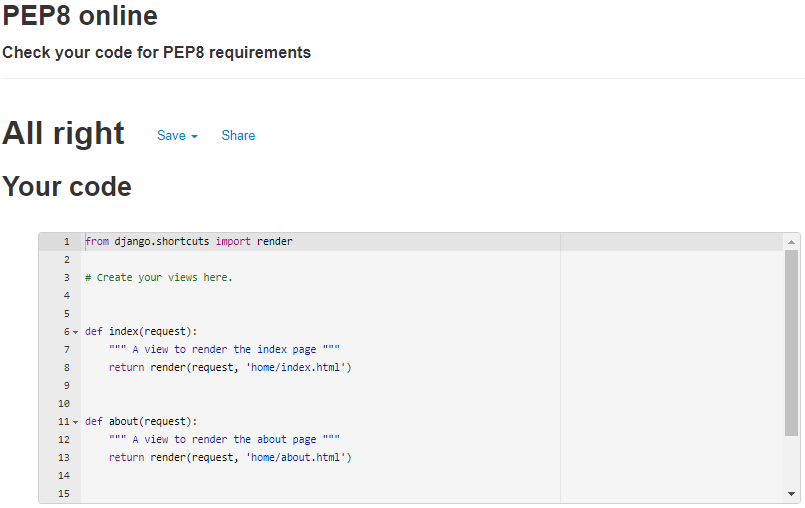 PEP8 online
Check your code for PEP8 requirements
All right Save Share
Your code
1 from django.shortcuts import render
2
3 # Create your views here.
4
5
6 def index(request):
7     """ A view to render the index page """
8     return render(request, 'home/index.html')
9
10
11 def about(request):
12     """ A view to render the about page """
13     return render(request, 'home/about.html')
14
15